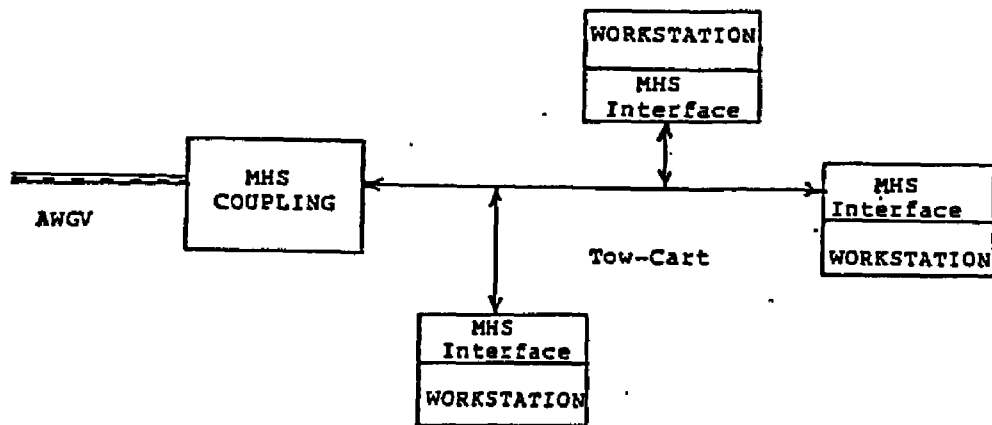 WORKSTATION
MHS
Interface
MHS
COUPLING
AWGV
MHS
Interface
WORKSTATION
Tow-Cart
MHS
Interface
WORKSTATION